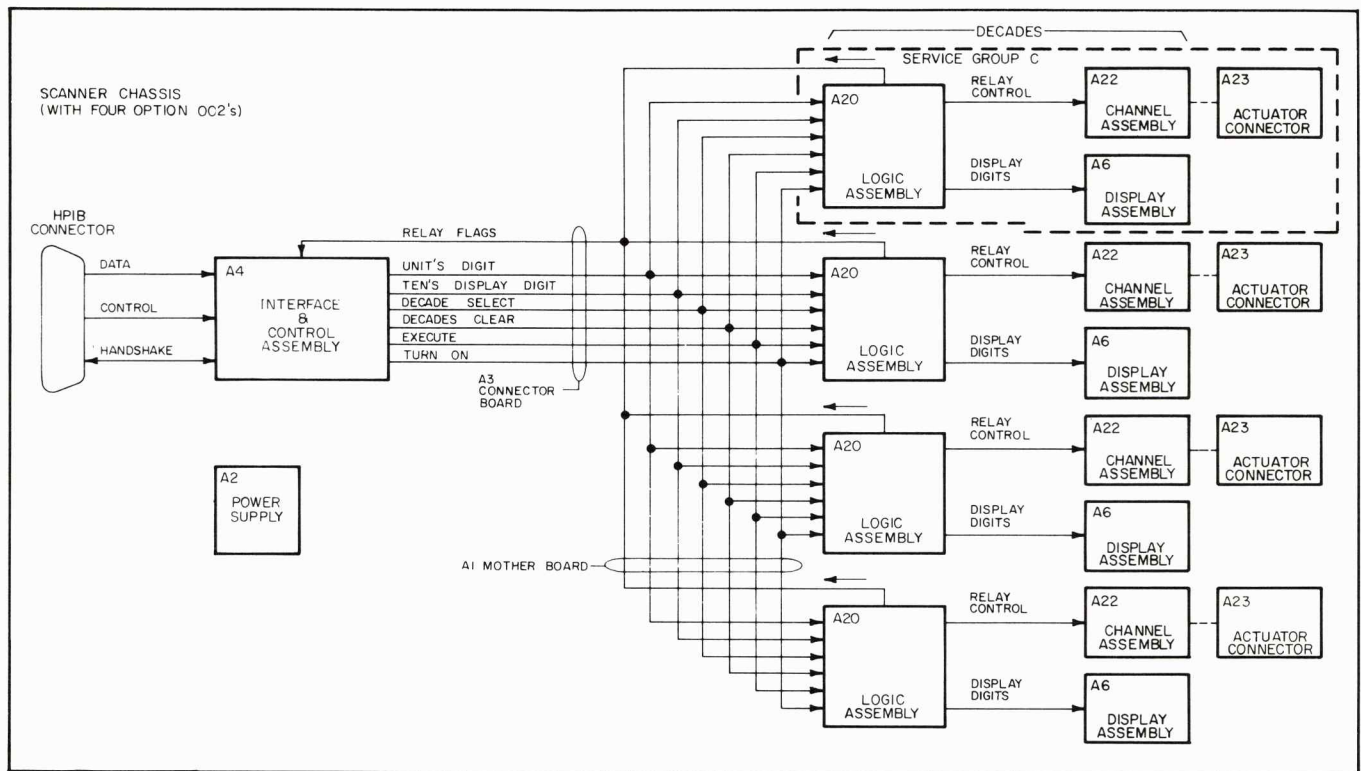 DECADES
SERVICE GROUP C
SCANNER CHASSIS
(WITH FOUR OPTION OC2's)
A20
LOGIC
ASSEMBLY
RELAY
CONTROL
A22
CHANNEL
ASSEMBLY
A23
ACTUATOR
CONNECTOR
DISPLAY
DIGITS
A6
DISPLAY
ASSEMBLY
HPIB
CONNECTOR
DATA
CONTROL
HANDSHAKE
A4
INTERFACE
&
CONTROL
ASSEMBLY
RELAY FLAGS
UNIT'S DIGIT
TEN'S DISPLAY DIGIT
DECADE SELECT
DECADES CLEAR
EXECUTE
TURN ON
A3
CONNECTOR
BOARD
A20
LOGIC
ASSEMBLY
RELAY
CONTROL
A22
CHANNEL
ASSEMBLY
A23
ACTUATOR
CONNECTOR
DISPLAY
DIGITS
A6
DISPLAY
ASSEMBLY
A2
POWER
SUPPLY
A20
LOGIC
ASSEMBLY
RELAY
CONTROL
A22
CHANNEL
ASSEMBLY
A23
ACTUATOR
CONNECTOR
DISPLAY
DIGITS
A6
DISPLAY
ASSEMBLY
A1 MOTHER BOARD
A20
LOGIC
ASSEMBLY
RELAY
CONTROL
A22
CHANNEL
ASSEMBLY
A23
ACTUATOR
CONNECTOR
DISPLAY
DIGITS
A6
DISPLAY
ASSEMBLY